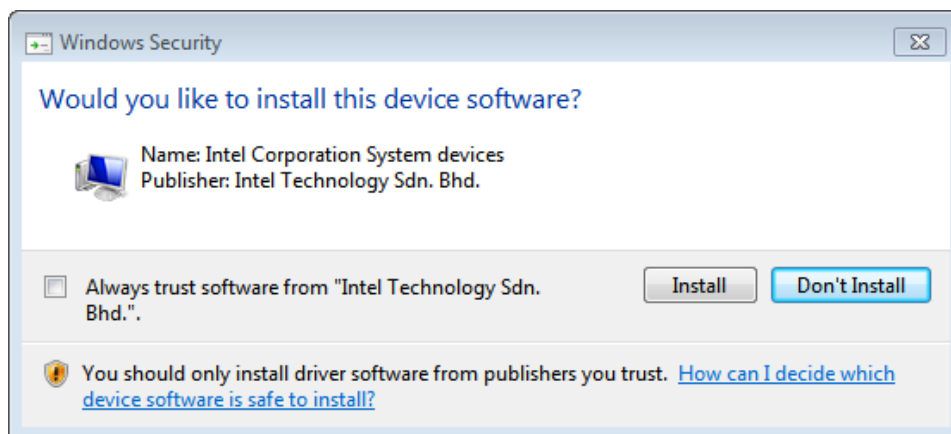 Windows Security
Would you like to install this device software?
Name: Intel Corporation System devices
Publisher: Intel Technology Sdn. Bhd.
Always trust software from "Intel Technology Sdn.
Bhd.".
Install
Don't Install
You should only install driver software from publishers you trust. How can I decide which
device software is safe to install?